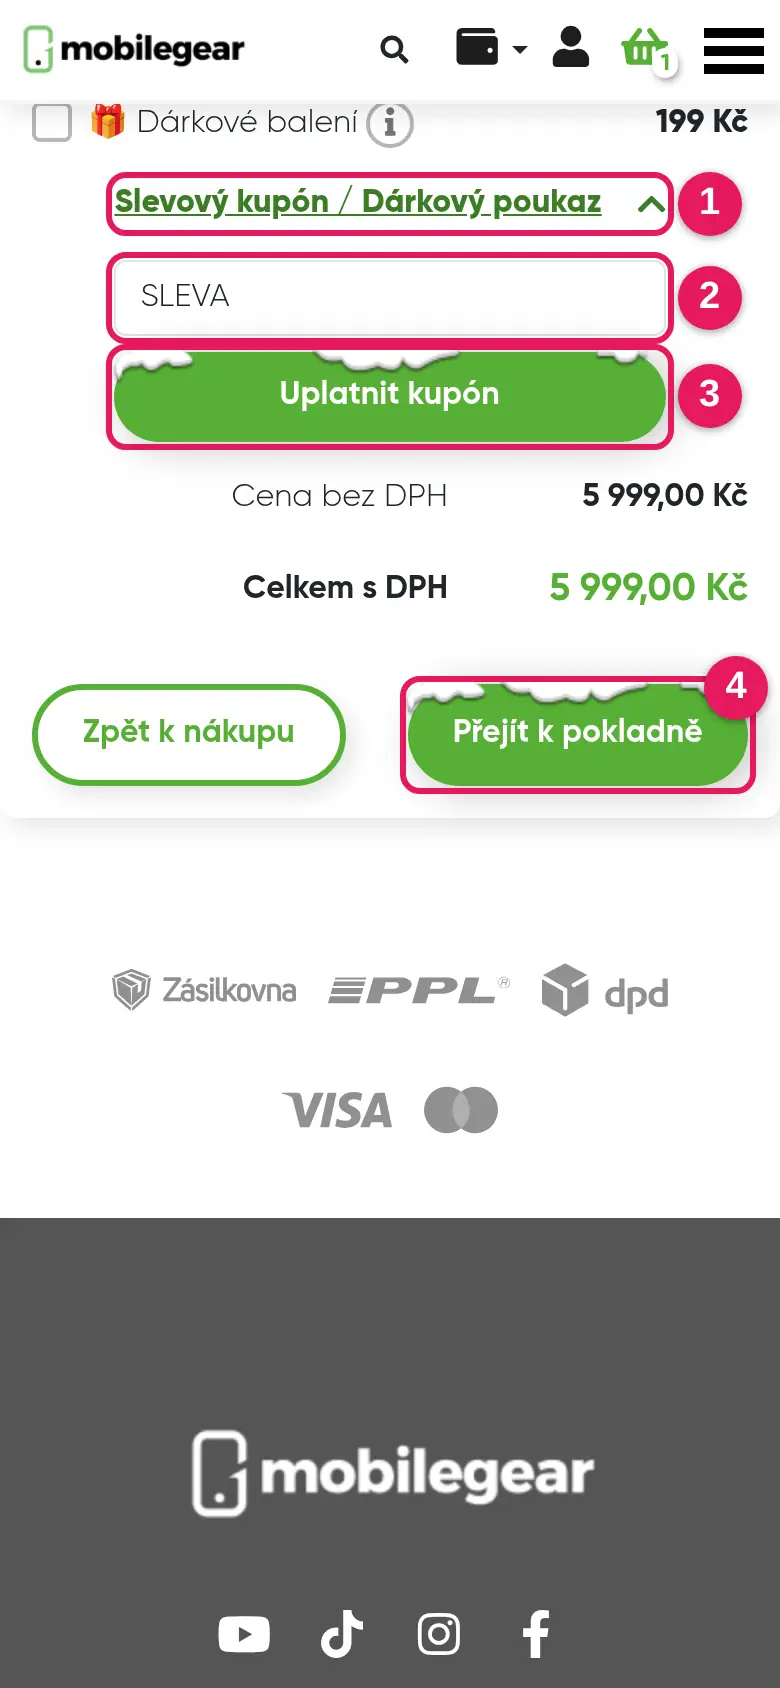 mobilegear
1
Dárkové balení
199 Kč
Slevový kupón / Dárkový poukaz
1
SLEVA
2
Uplatnit kupón
3
Cena bez DPH
5 999,00 Kč
Celkem s DPH
5 999,00 Kč
4
Zpět k nákupu
Přejít k pokladně
Zásilkovna
PPL®
dpd
VISA
mobilegear